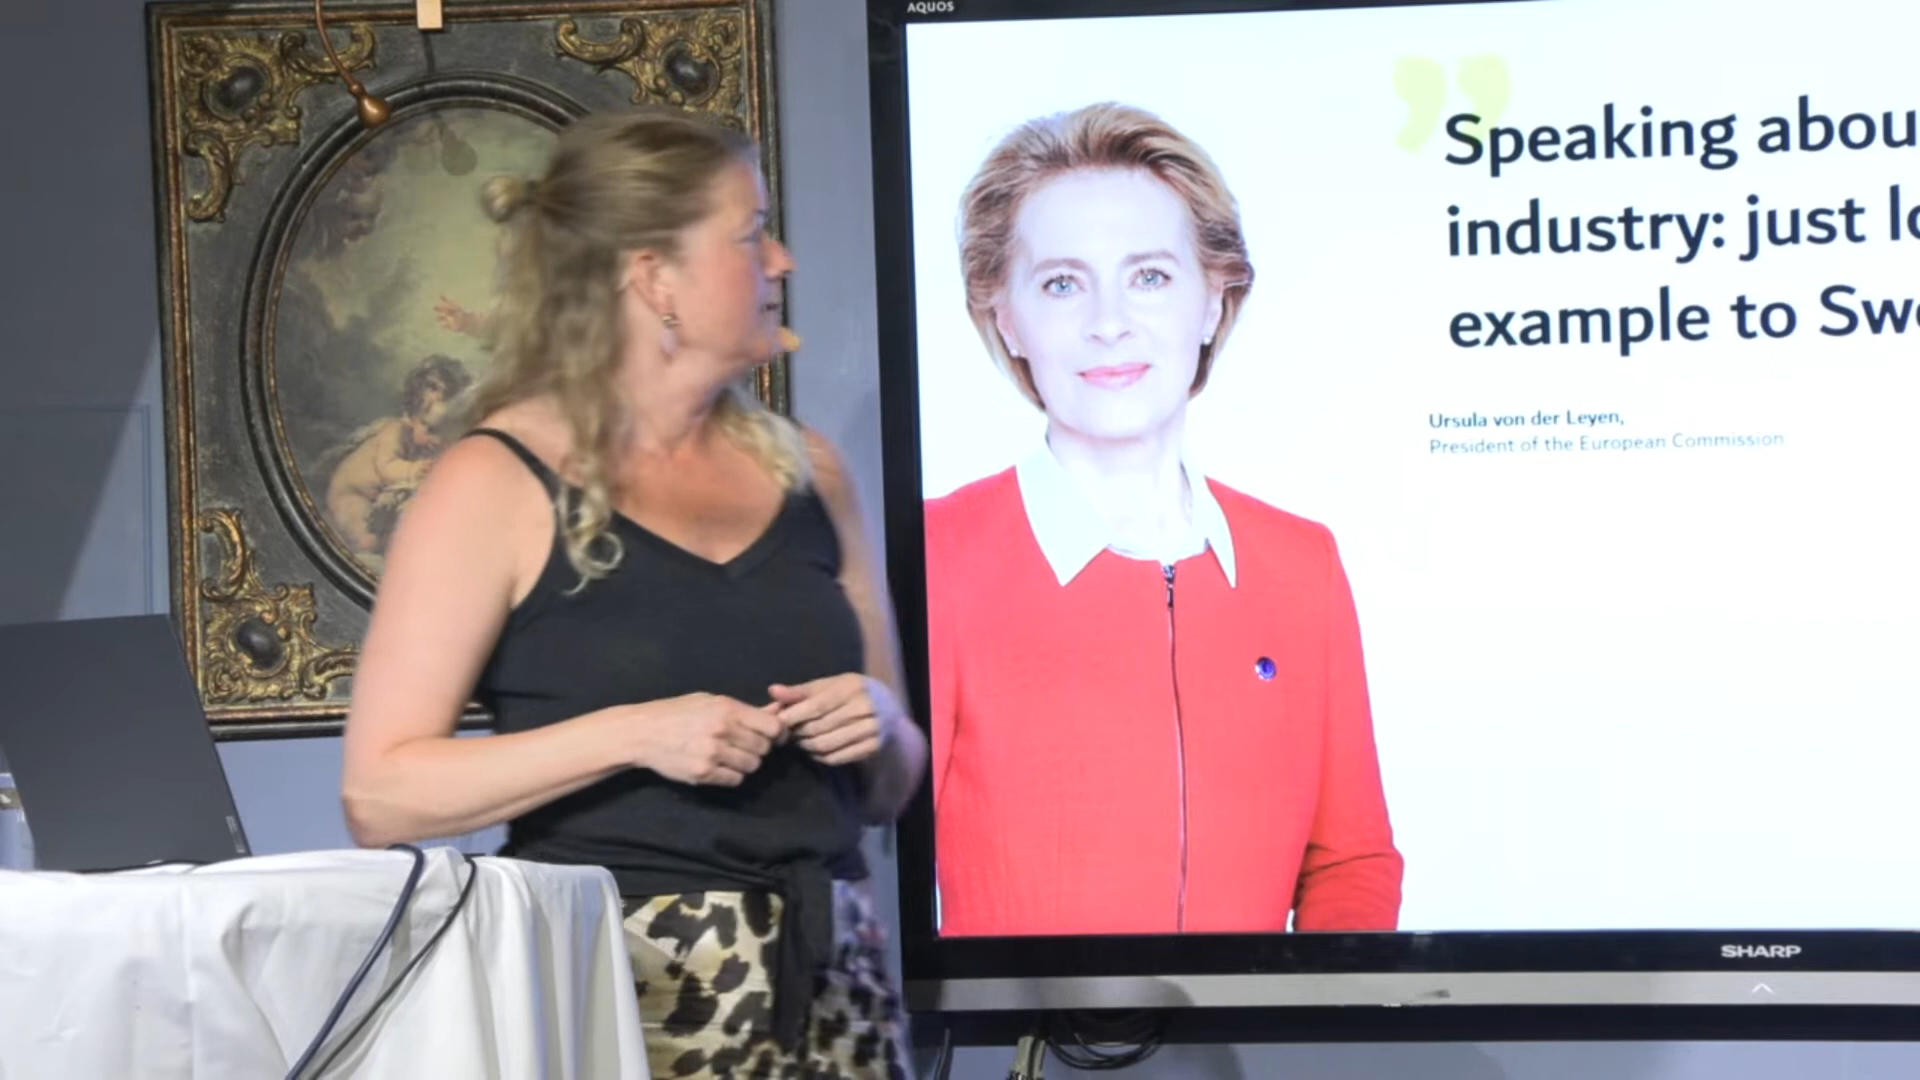 AQUOS
Speaking abou
industry: just lo
example to Swe
Ursula von der Leyen,
President of the European Commission
SHARP